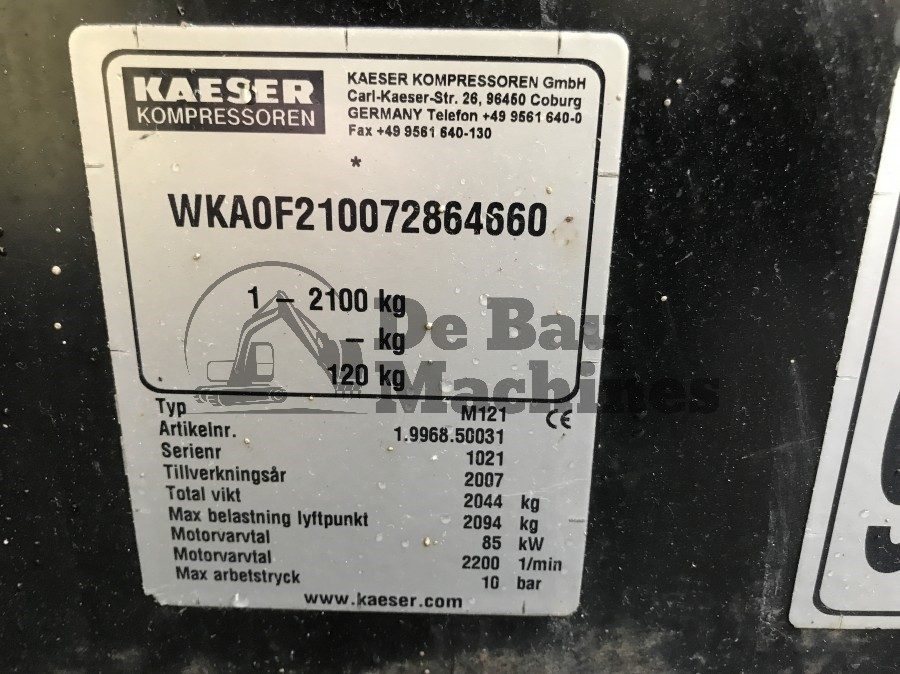 KAESER
KOMPRESSOREN
KAESER KOMPRESSOREN GmbH
Carl-Kaeser-Str. 26, 96450 Coburg
GERMANY Telefon +49 9561 640-0
Fax +49 9561 640-130
*
WKA0F210072864660
1 – 2100 kg
– kg
120 kg
De Bau
Machines
Typ M121 CE
Artikelnr. 1.9968.50031
Serienr 1021
Tillverkningsår 2007
Total vikt 2044 kg
Max belastning lyftpunkt 2094 kg
Motorvarvtal 85 kW
Motorvarvtal 2200 1/min
Max arbetstryck 10 bar
www.kaeser.com